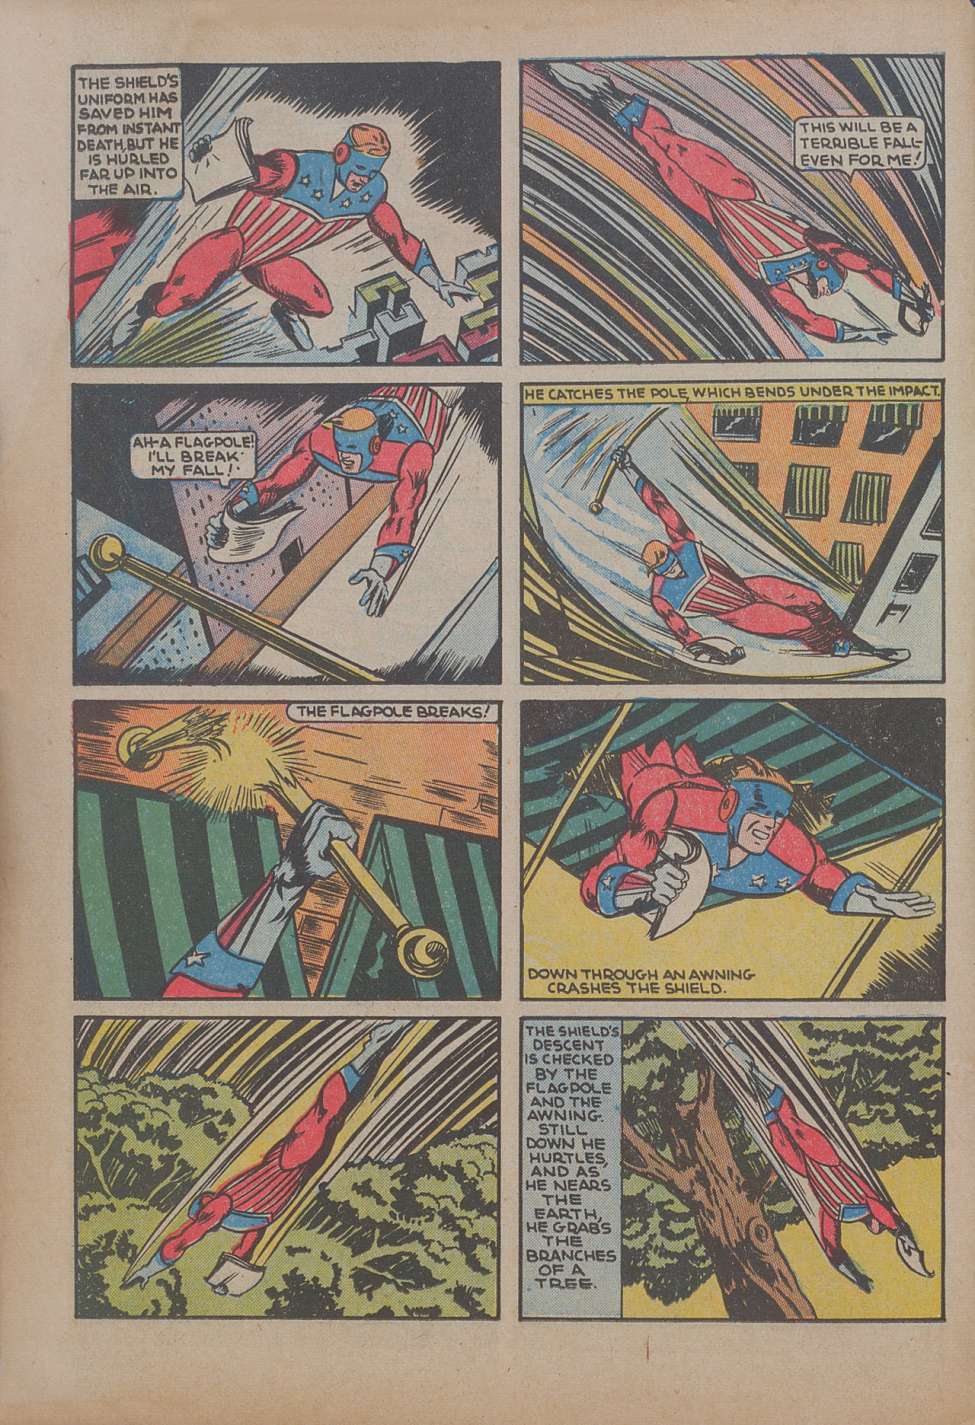 THE SHIELD'S
UNIFORM HAS
SAVED HIM
FROM INSTANT
DEATH, BUT HE
IS HURLED
FAR UP INTO
THE AIR.
THIS WILL BE A
TERRIBLE FALL-
EVEN FOR ME!
AH-A FLAGPOLE!
I'LL BREAK
MY FALL!
HE CATCHES THE POLE, WHICH BENDS UNDER THE IMPACT.
THE FLAGPOLE BREAKS!
DOWN THROUGH AN AWNING
CRASHES THE SHIELD.
THE SHIELD'S
DESCENT
IS CHECKED
BY THE
FLAGPOLE
AND THE
AWNING.
STILL
DOWN HE
HURTLES,
AND AS
HE NEARS
THE
EARTH,
HE GRABS
THE
BRANCHES
OF A
TREE.